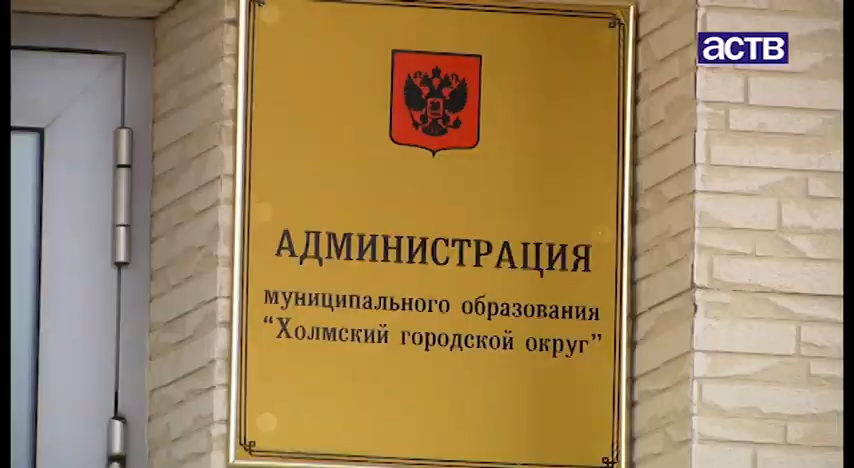 аств
АДМИНИСТРАЦИЯ
муниципального образования
"Холмский городской округ"